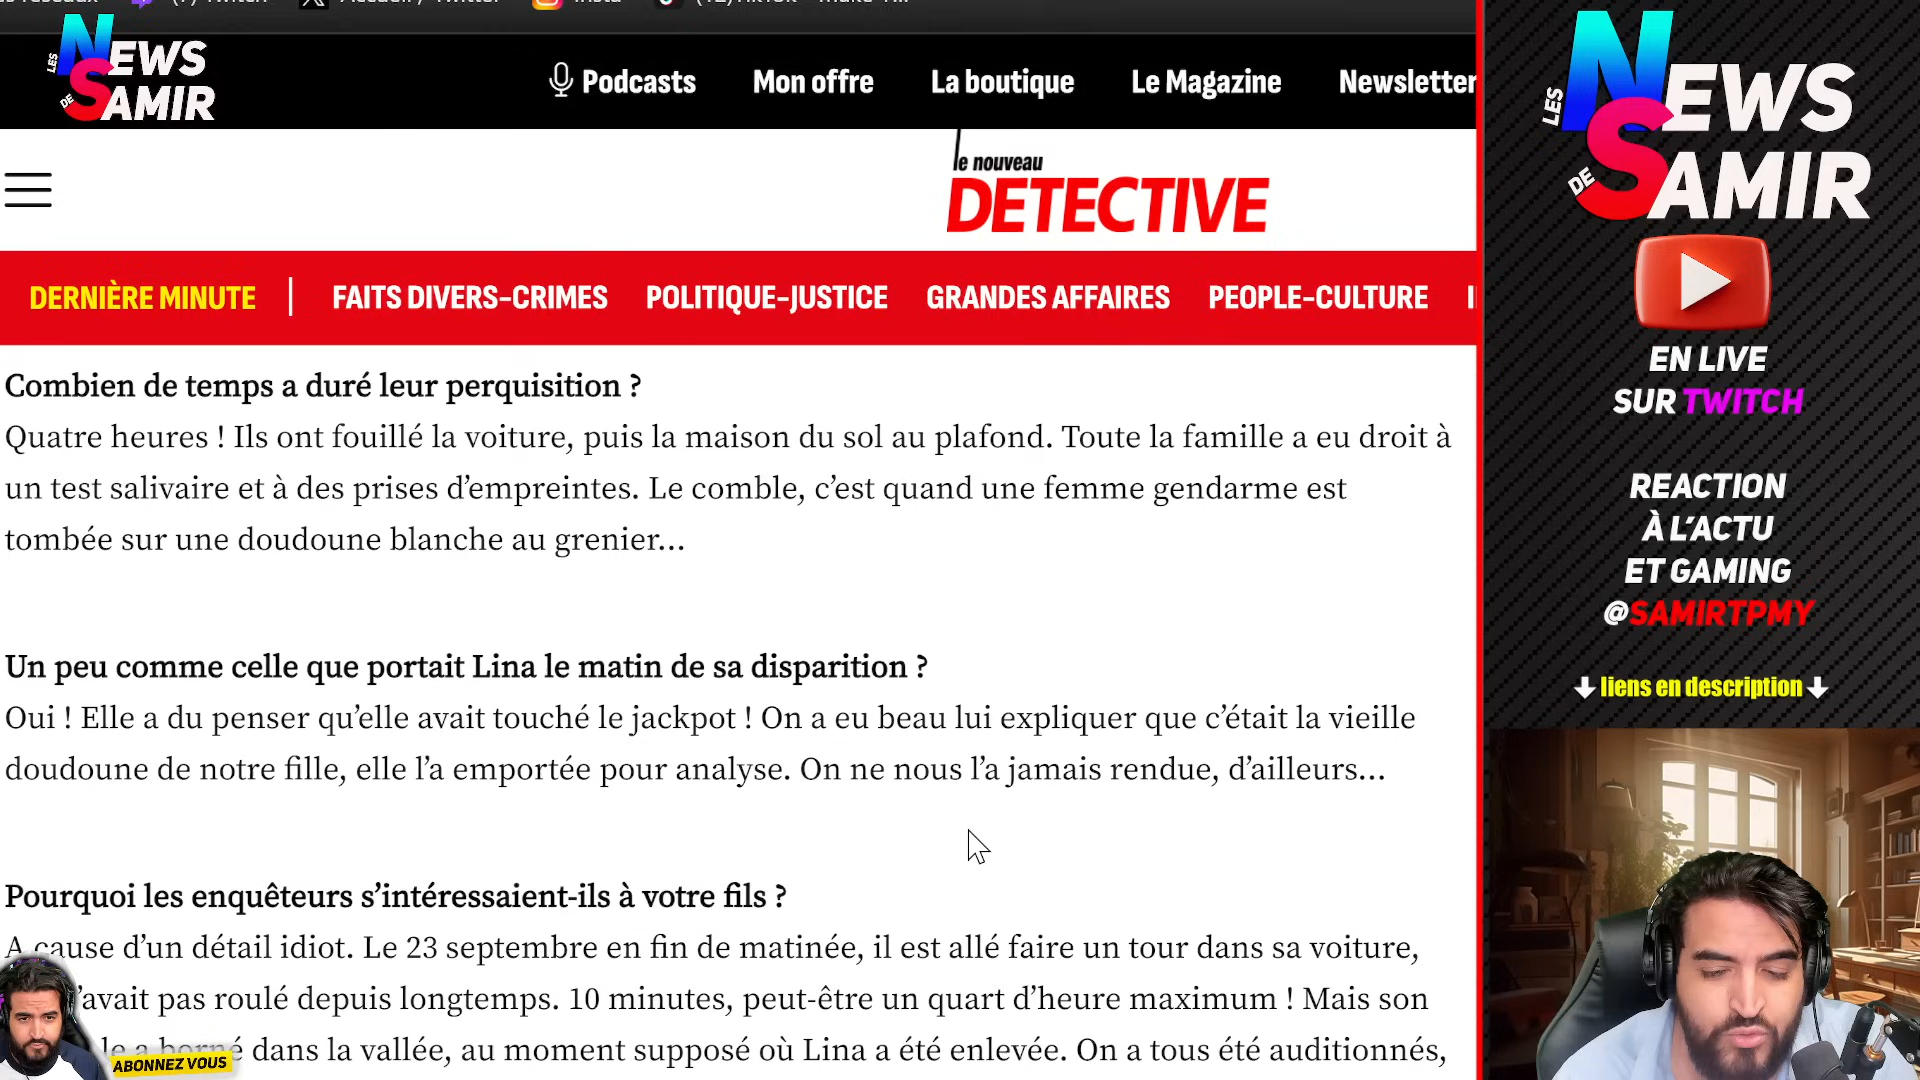 (7) Twitch
Accueil / Twitter
Insta
LES NEWS
DE SAMIR
Podcasts
Mon offre
La boutique
Le Magazine
Newsletter
le nouveau
DETECTIVE
DERNIÈRE MINUTE
FAITS DIVERS-CRIMES
POLITIQUE-JUSTICE
GRANDES AFFAIRES
PEOPLE-CULTURE
Combien de temps a duré leur perquisition ?
Quatre heures ! Ils ont fouillé la voiture, puis la maison du sol au plafond. Toute la famille a eu droit à
un test salivaire et à des prises d’empreintes. Le comble, c’est quand une femme gendarme est
tombée sur une doudoune blanche au grenier…
Un peu comme celle que portait Lina le matin de sa disparition ?
Oui ! Elle a du penser qu’elle avait touché le jackpot ! On a eu beau lui expliquer que c’était la vieille
doudoune de notre fille, elle l’a emportée pour analyse. On ne nous l’a jamais rendue, d’ailleurs…
Pourquoi les enquêteurs s’intéressaient-ils à votre fils ?
A cause d’un détail idiot. Le 23 septembre en fin de matinée, il est allé faire un tour dans sa voiture,
’avait pas roulé depuis longtemps. 10 minutes, peut-être un quart d’heure maximum ! Mais son
a borné dans la vallée, au moment supposé où Lina a été enlevée. On a tous été auditionnés,
ABONNEZ VOUS
LES NEWS
DE SAMIR
EN LIVE
SUR TWITCH
REACTION
À L'ACTU
ET GAMING
@SAMIRTPMY
liens en description